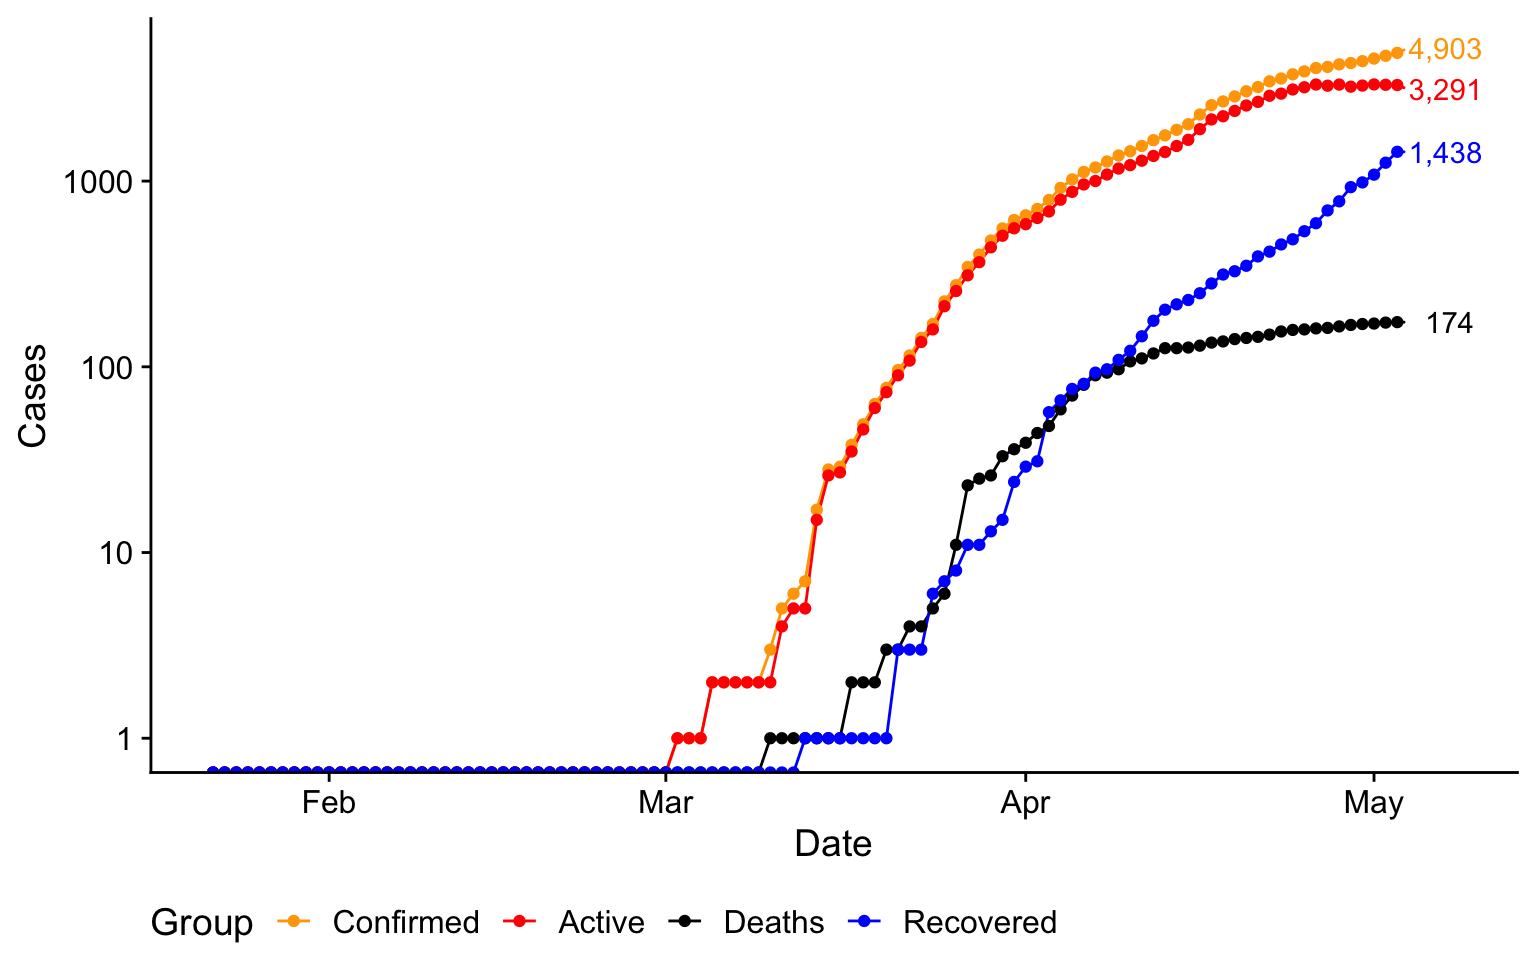 4,903
3,291
1,438
174
1000
100
10
1
Cases
Feb Mar Apr May
Date
Group Confirmed Active Deaths Recovered